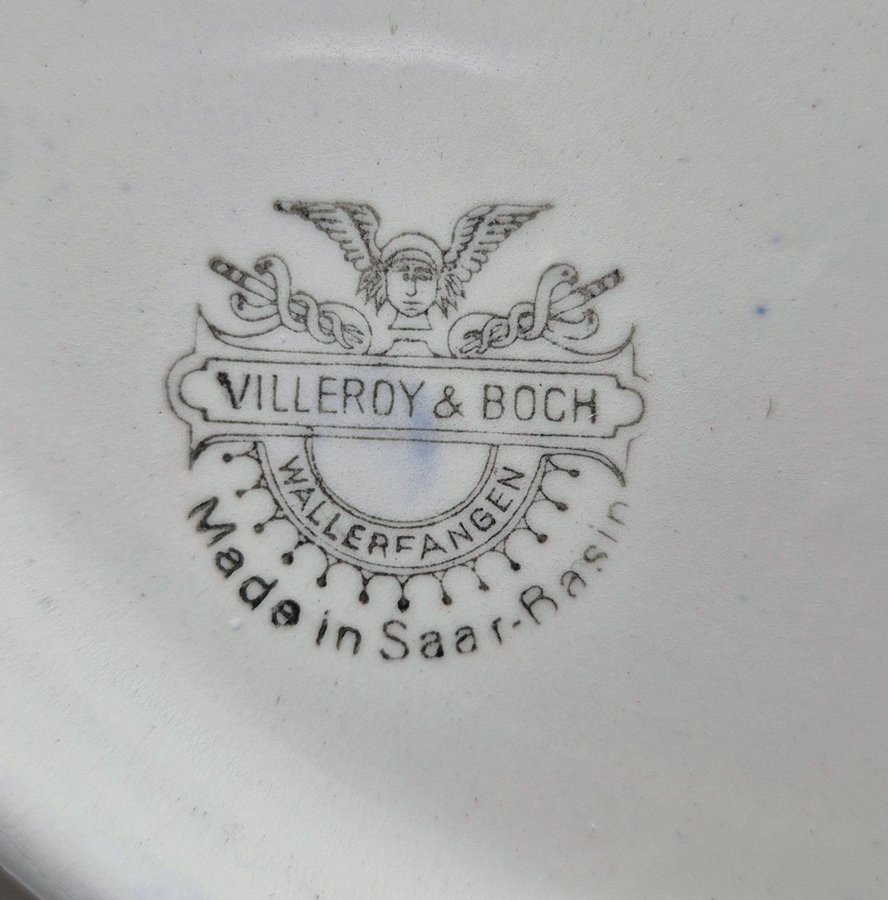 VILLEROY & BOCH
WALLERFANGEN
Made in Saar-Basin